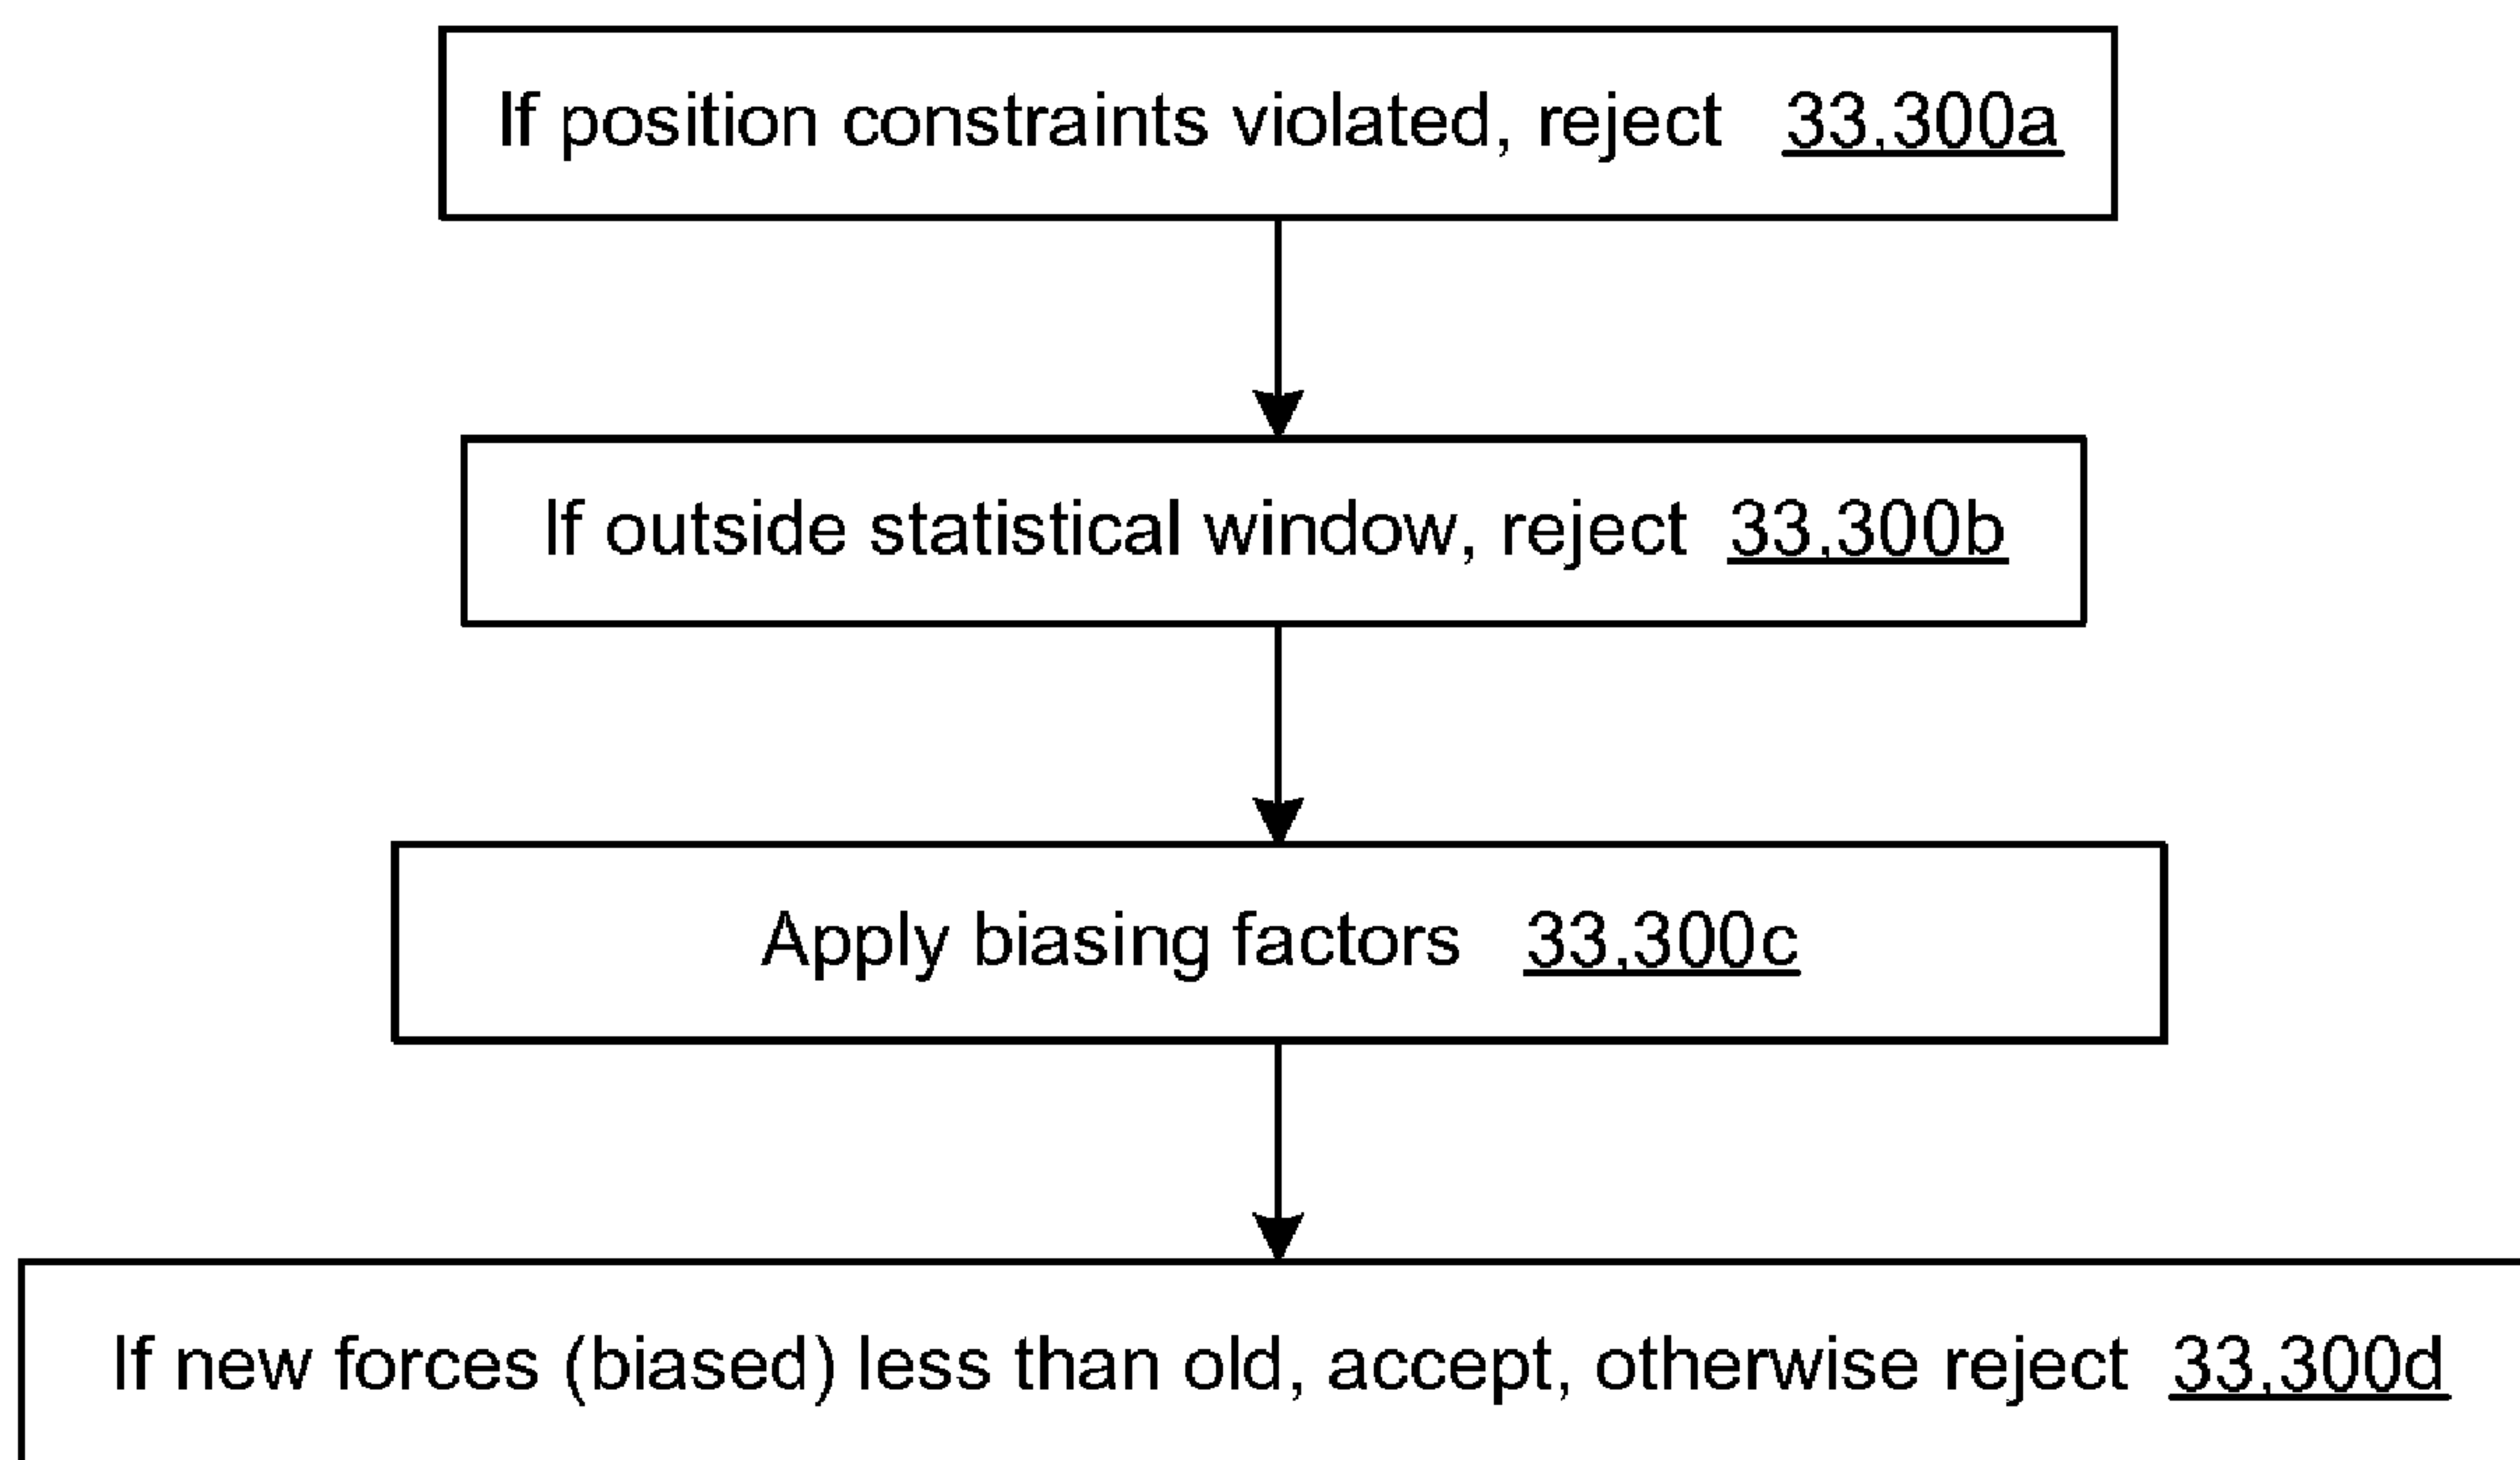 If position constraints violated, reject 33,300a
If outside statistical window, reject 33,300b
Apply biasing factors 33,300c
If new forces (biased) less than old, accept, otherwise reject 33,300d